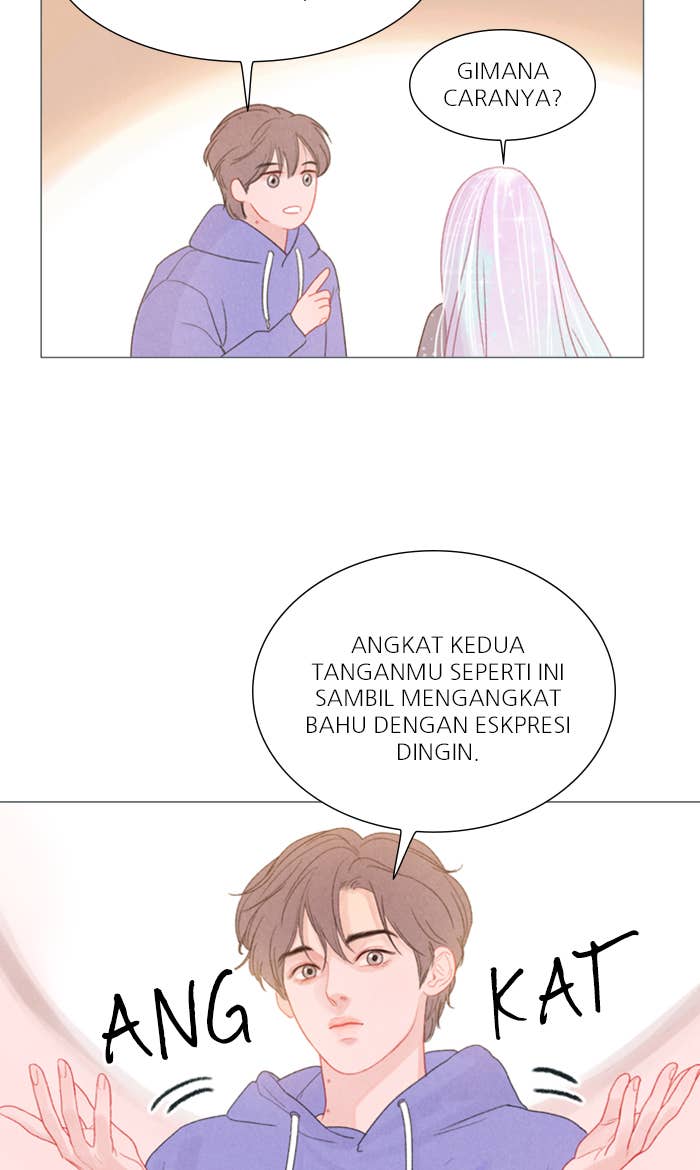 GIMANA
CARANYA?
ANGKAT KEDUA
TANGANMU SEPERTI INI
SAMBIL MENGANGKAT
BAHU DENGAN ESKPRESI
DINGIN.
ANG KAT